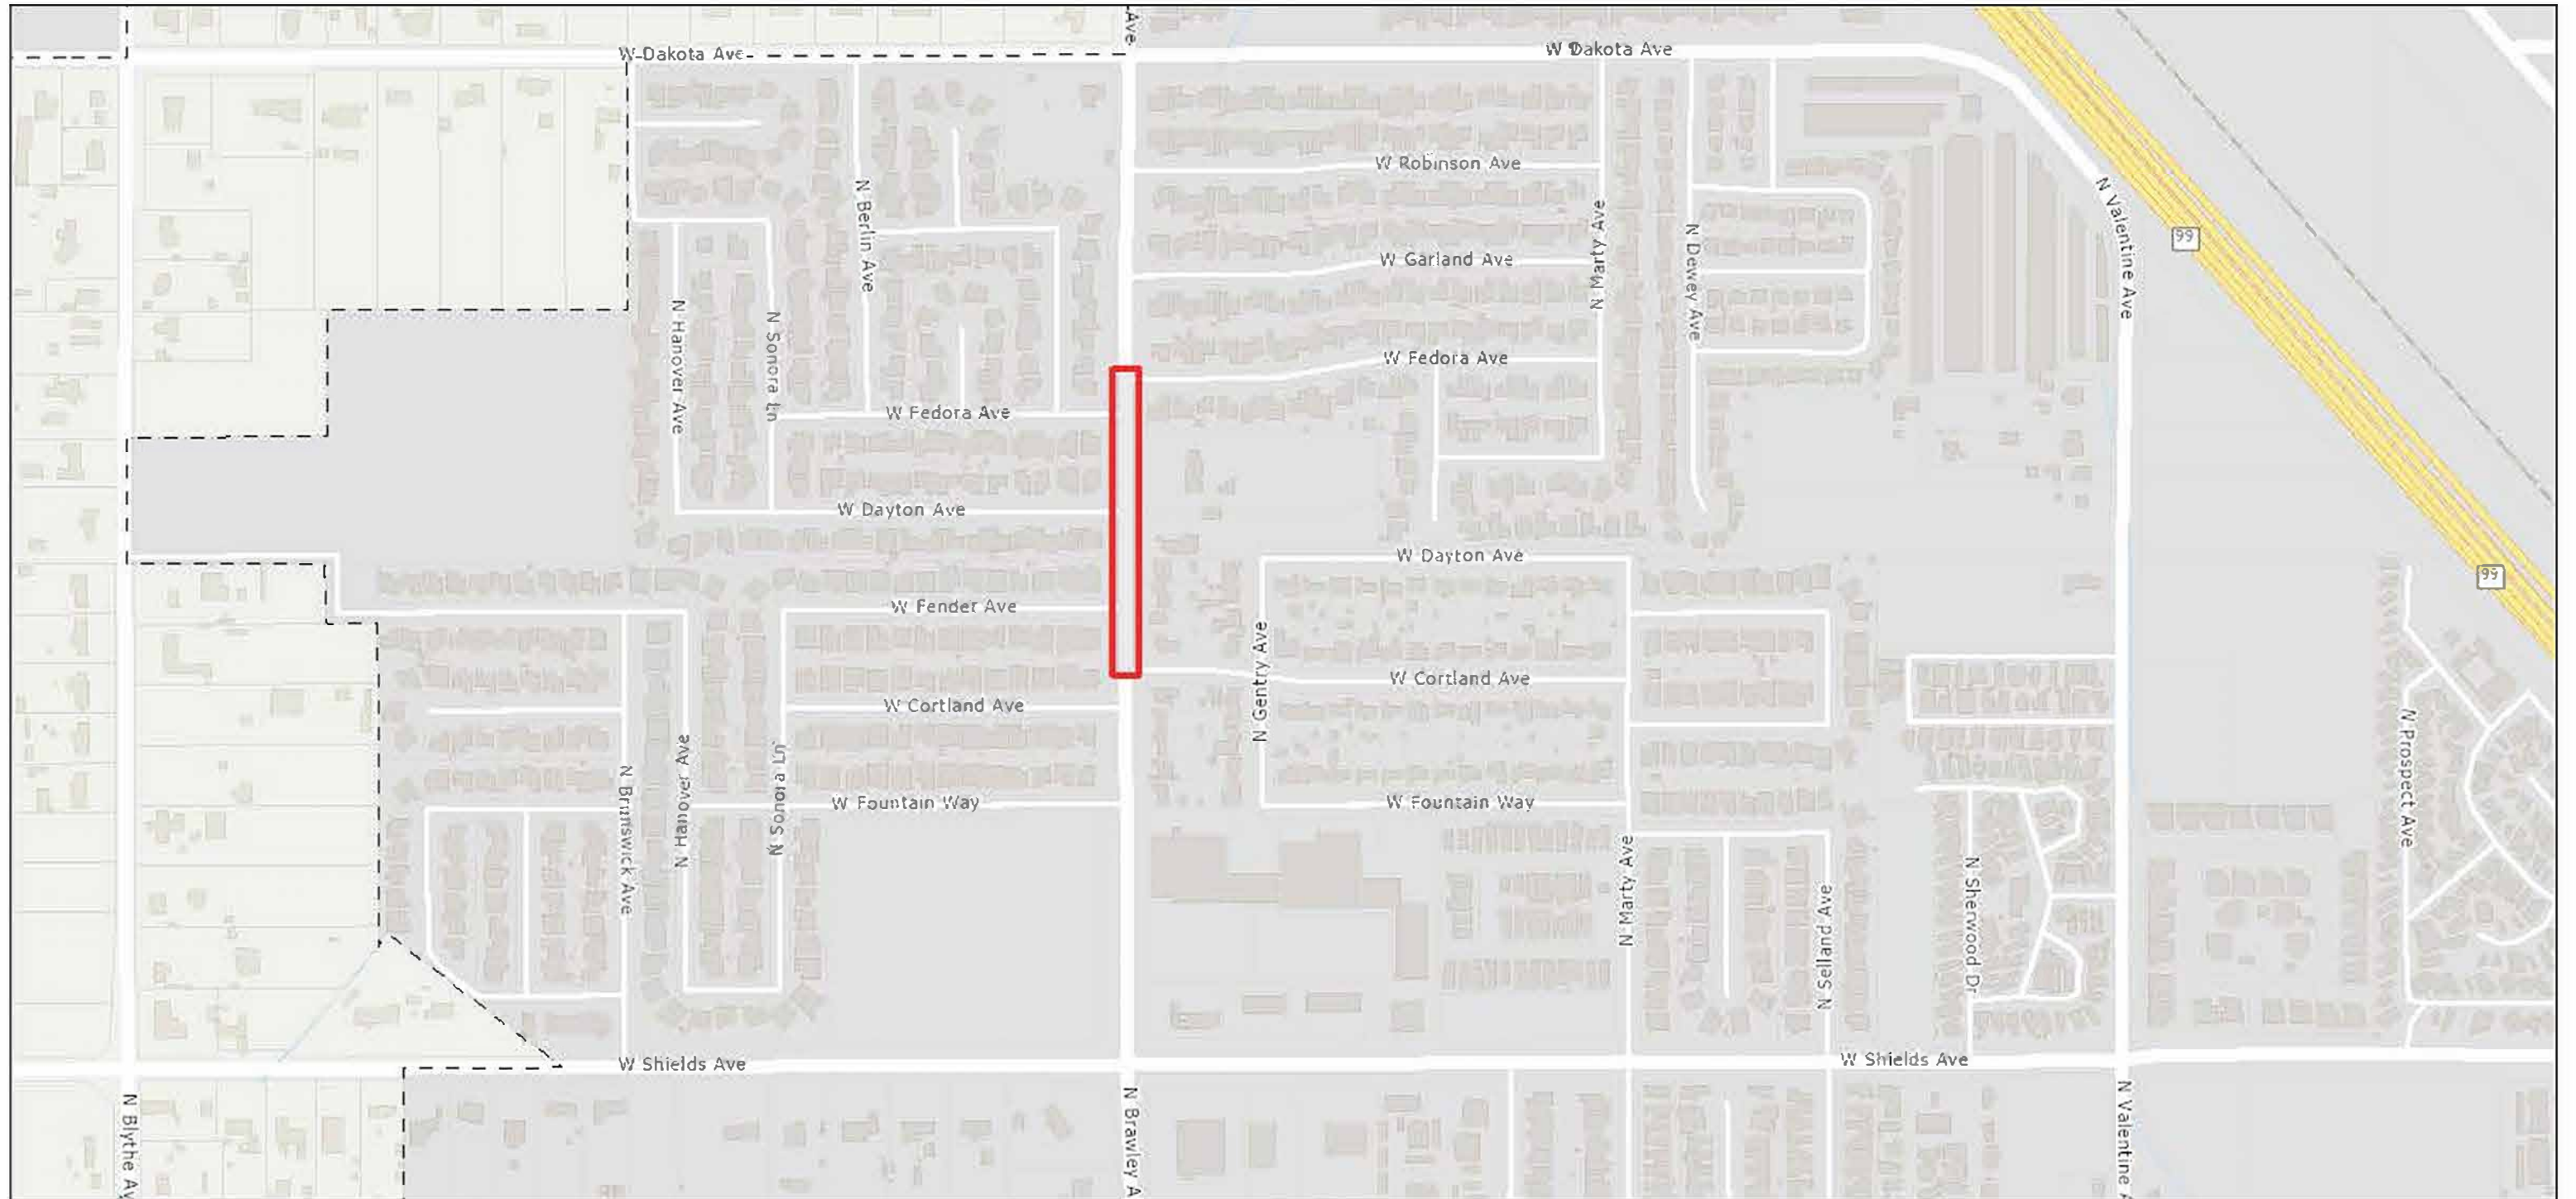 Ave
W Dakota Ave
W Dakota Ave
W Robinson Ave
N Berlin Ave
N Marty Ave
N Valentine Ave
99
N Dewey Ave
W Garland Ave
N Hanover Ave
N Sonora Ln
W Fedora Ave
W Fedora Ave
W Dayton Ave
W Dayton Ave
99
W Fender Ave
N Gentry Ave
W Cortland Ave
W Cortland Ave
N Prospect Ave
N Brunswick Ave
N Hanover Ave
N Sonora Ln
W Fountain Way
W Fountain Way
N Marty Ave
N Selland Ave
N Sherwood Dr
W Shields Ave
W Shields Ave
N Blythe Av
N Brawley A
N Valentine A